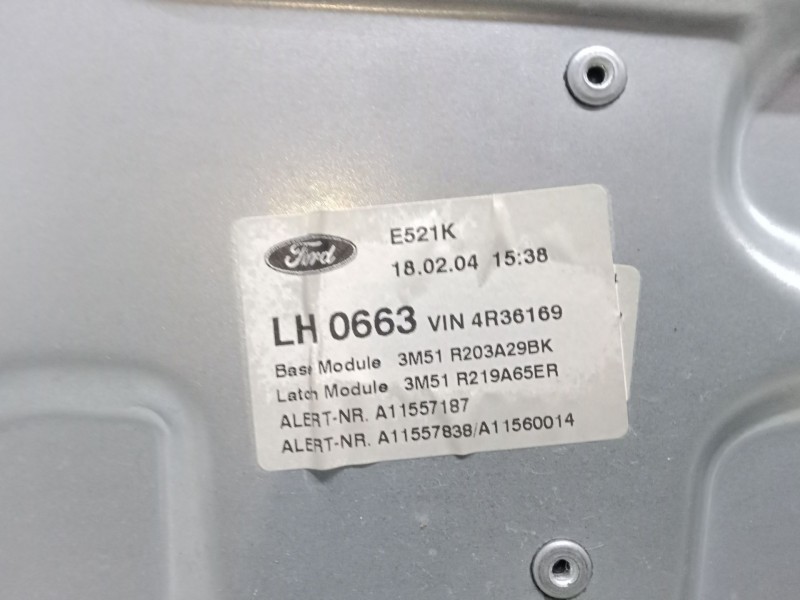 Ford
E521K
18.02.04 15:38
LH 0663 VIN 4R36169
Base Module 3M51 R203A29BK
Latch Module 3M51 R219A65ER
ALERT-NR. A11557187
ALERT-NR. A11557838/A11560014